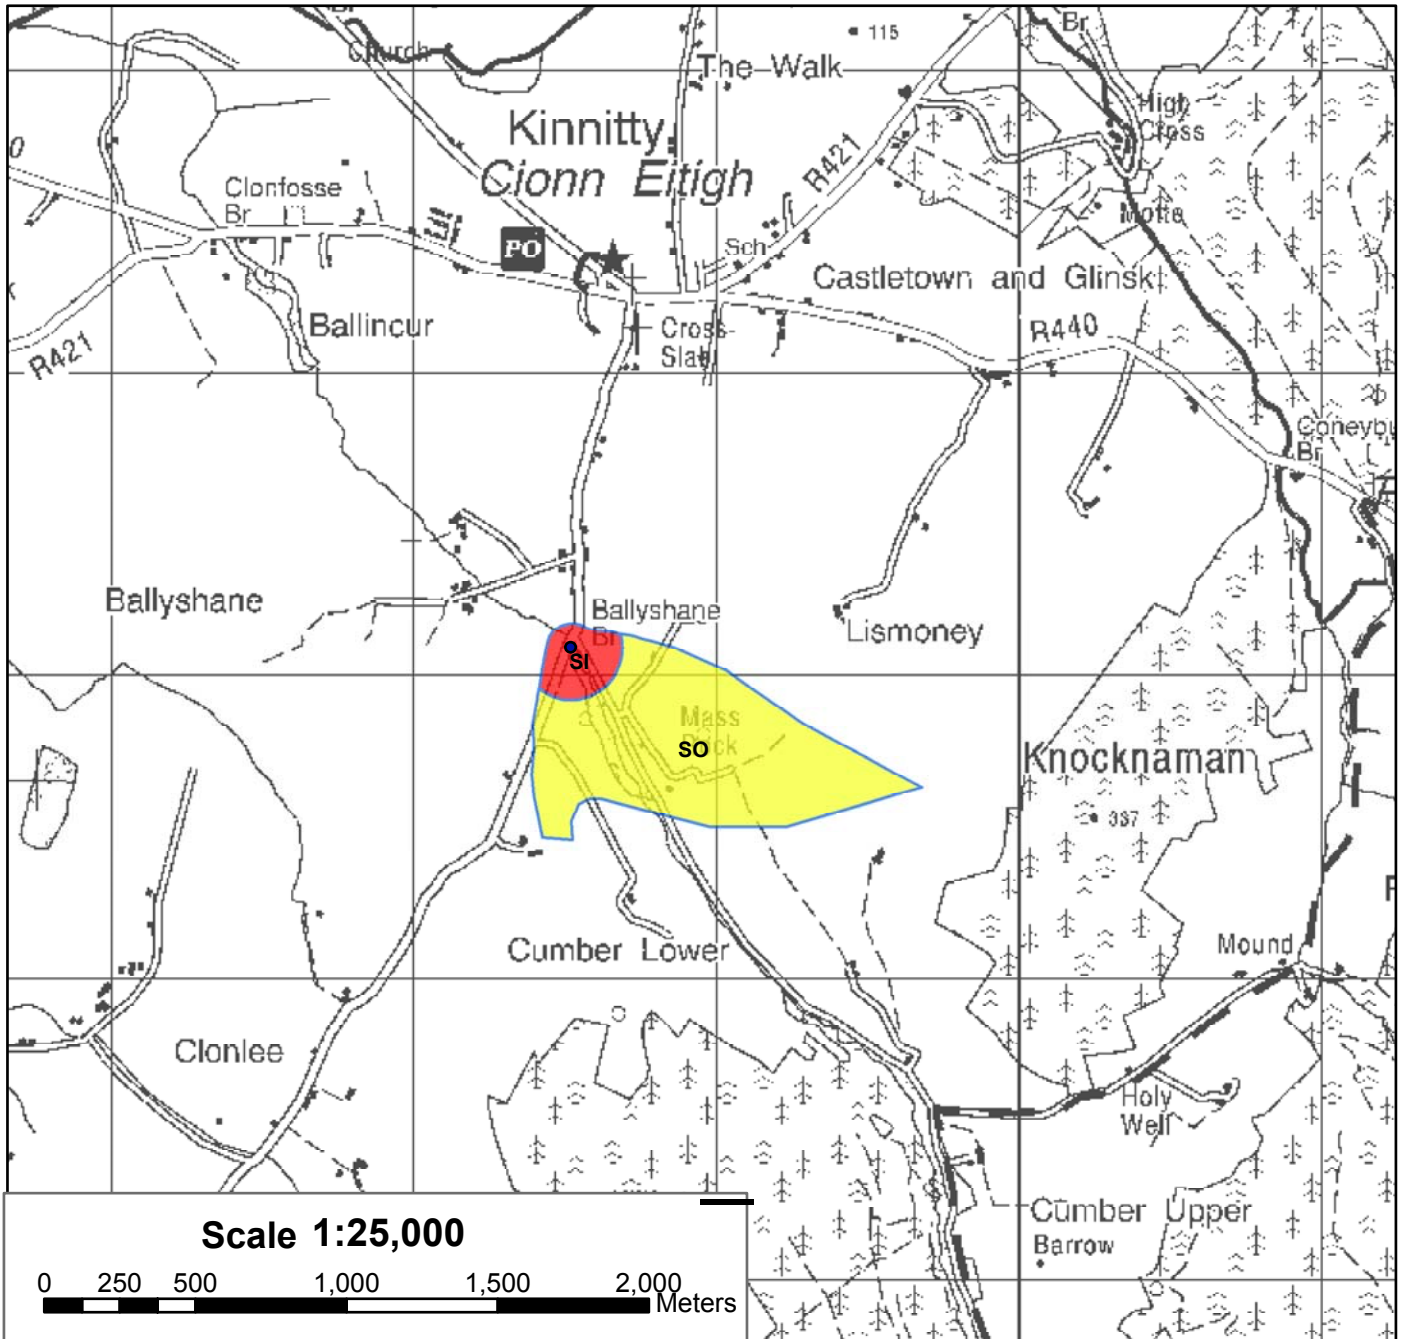 Br
Church
115
Br
The Walk
High
Cross
Kinnitty
Cionn Eitigh
R421
0
Clonfosse
Br
Motte
PO
Sch
Castletown and Glinsk
Ballincur
Cross-
Slab
R440
R421
Coneybu
Br
Ballyshane
Ballyshane
Br
Lismoney
SI
Mass
Rock
SO
Knocknaman
337
Cumber Lower
Mound
Clonlee
Holy
Well
Cumber Upper
Barrow
Scale 1:25,000
0 250 500 1,000 1,500 2,000
Meters